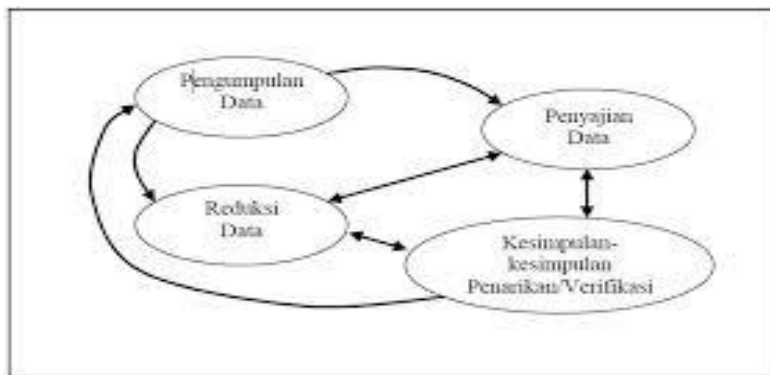 Pengumpulan
Data
Penyajian
Data
Reduksi
Data
Kesimpulan-
kesimpulan
Penarikan/Verifikasi